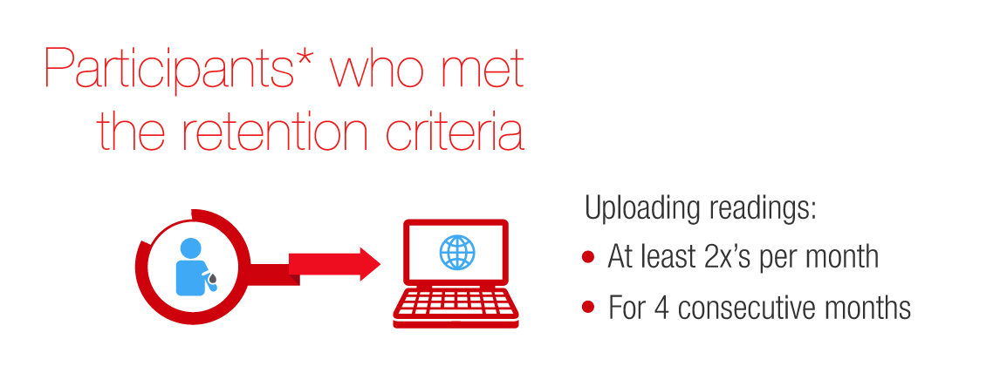 Participants* who met
the retention criteria
Uploading readings:
• At least 2x's per month
• For 4 consecutive months